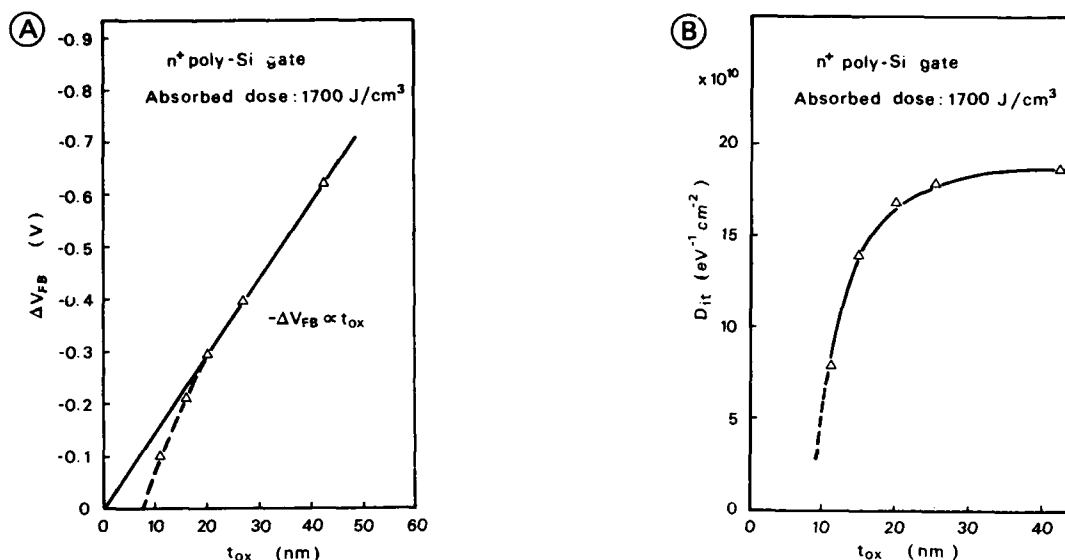 A
-0.9
-0.8
-0.7
-0.6
-0.5
-0.4
-0.3
-0.2
-0.1
0
ΔV_FB (V)
n⁺ poly-Si gate
Absorbed dose: 1700 J/cm³
-ΔV_FB ∝ t_ox
0 10 20 30 40 50 60
t_ox (nm)
B
×10¹⁰
20
15
10
5
0
D_it (eV⁻¹ cm⁻²)
n⁺ poly-Si gate
Absorbed dose: 1700 J/cm³
0 10 20 30 40
t_ox (nm)